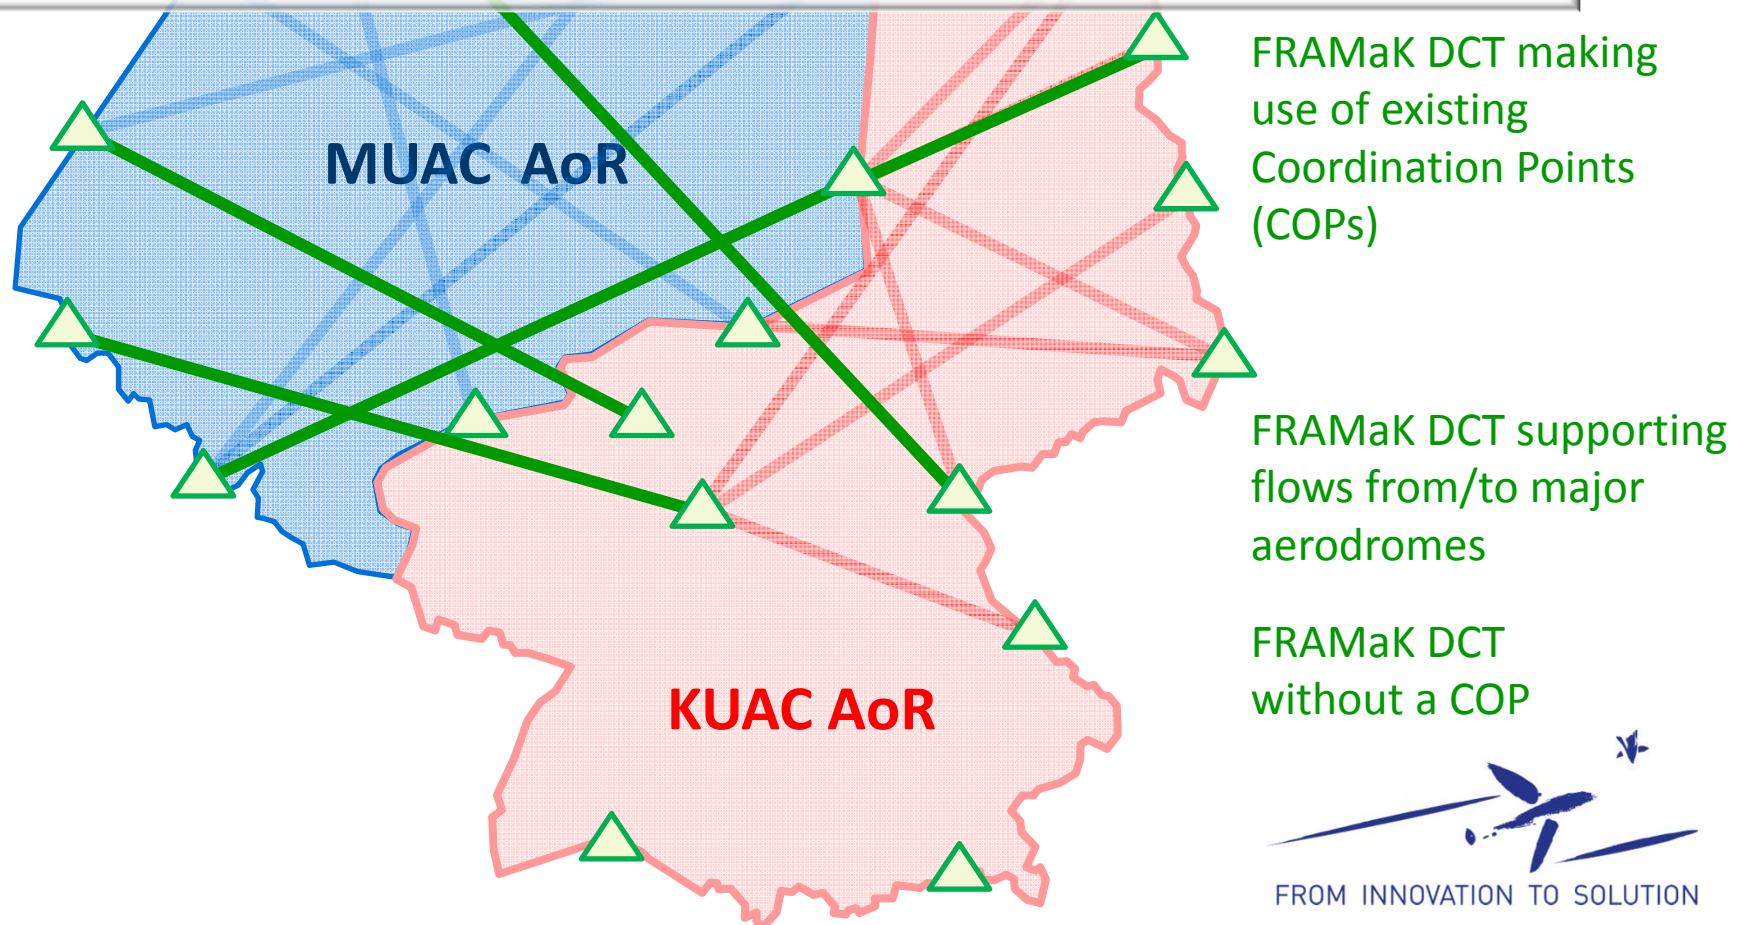 FRAMaK DCT making
use of existing
Coordination Points
(COPs)
MUAC AoR
FRAMaK DCT supporting
flows from/to major
aerodromes
FRAMaK DCT
without a COP
KUAC AoR
FROM INNOVATION TO SOLUTION